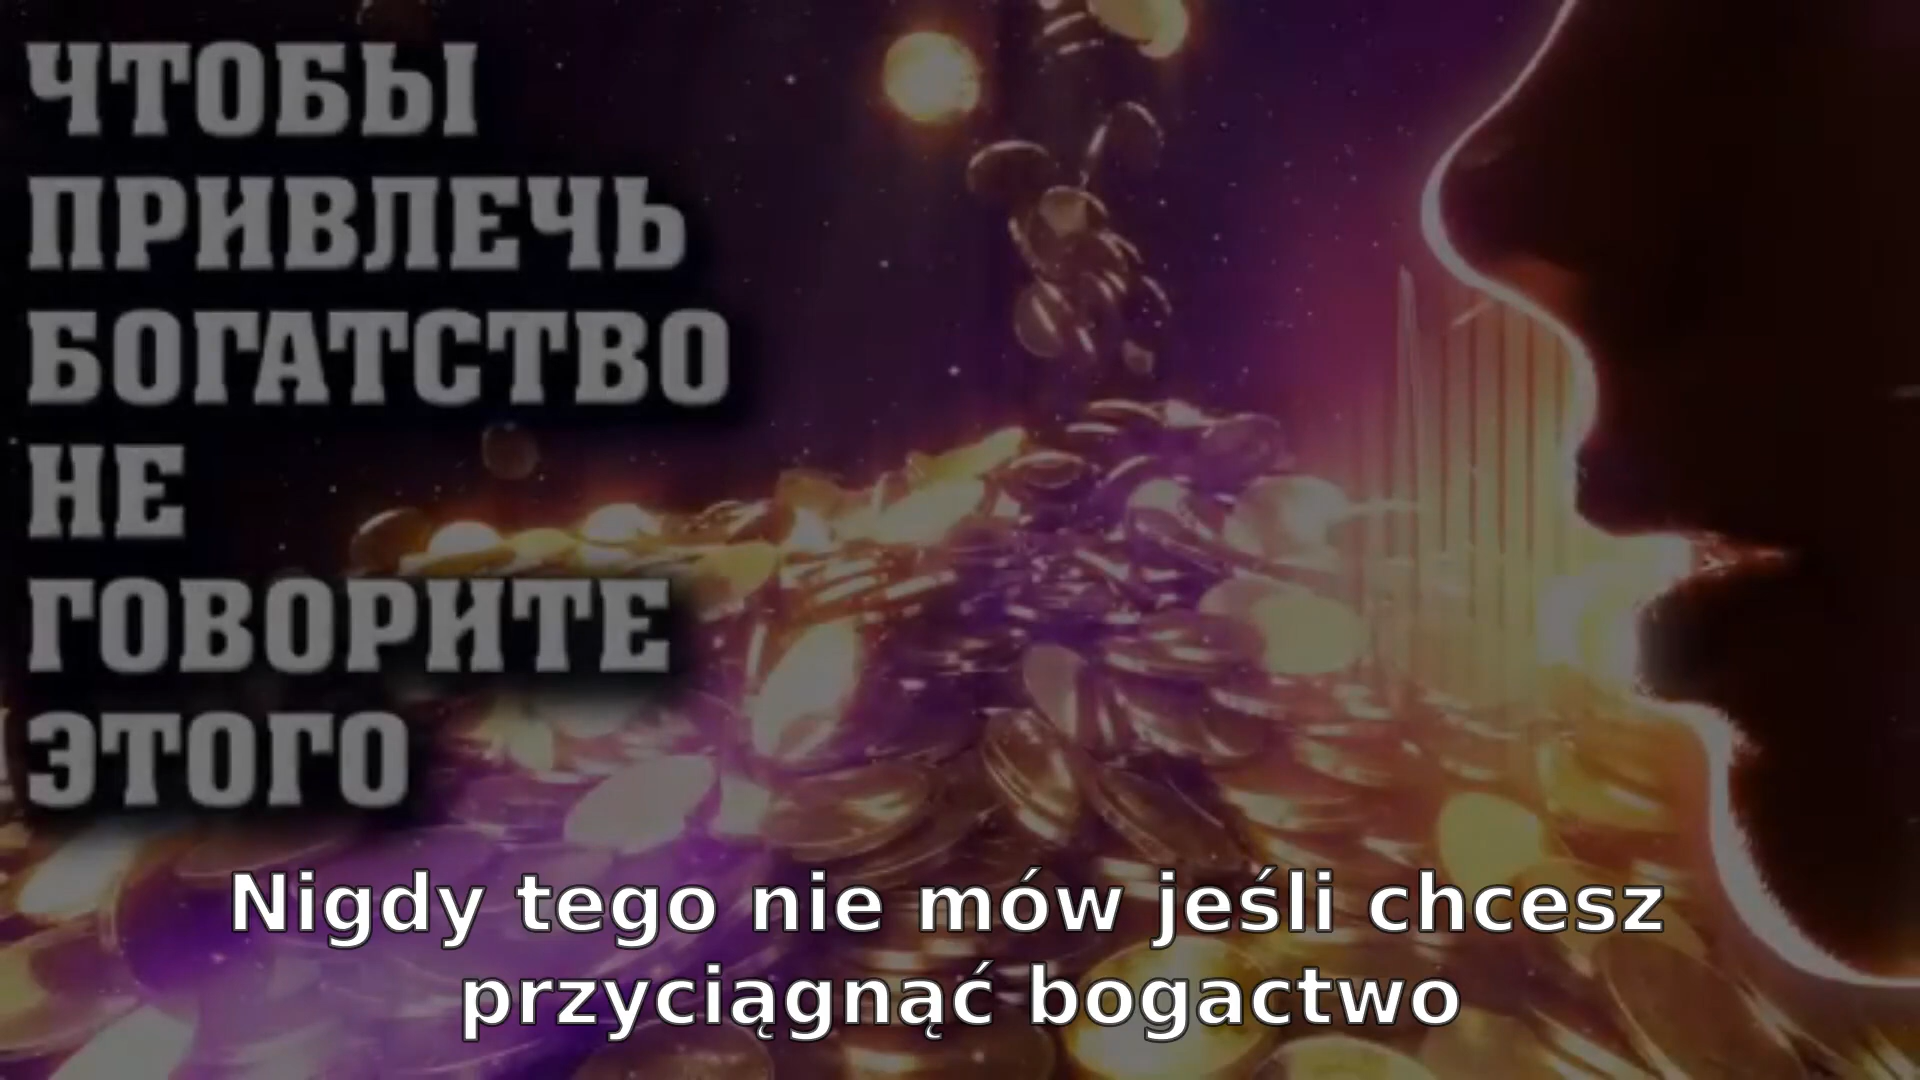 ЧТОБЫ
ПРИВЛЕЧЬ
БОГАТСТВО
НЕ
ГОВОРИТЕ
ЭТОГО
Nigdy tego nie mów jeśli chcesz
przyciągnąć bogactwo